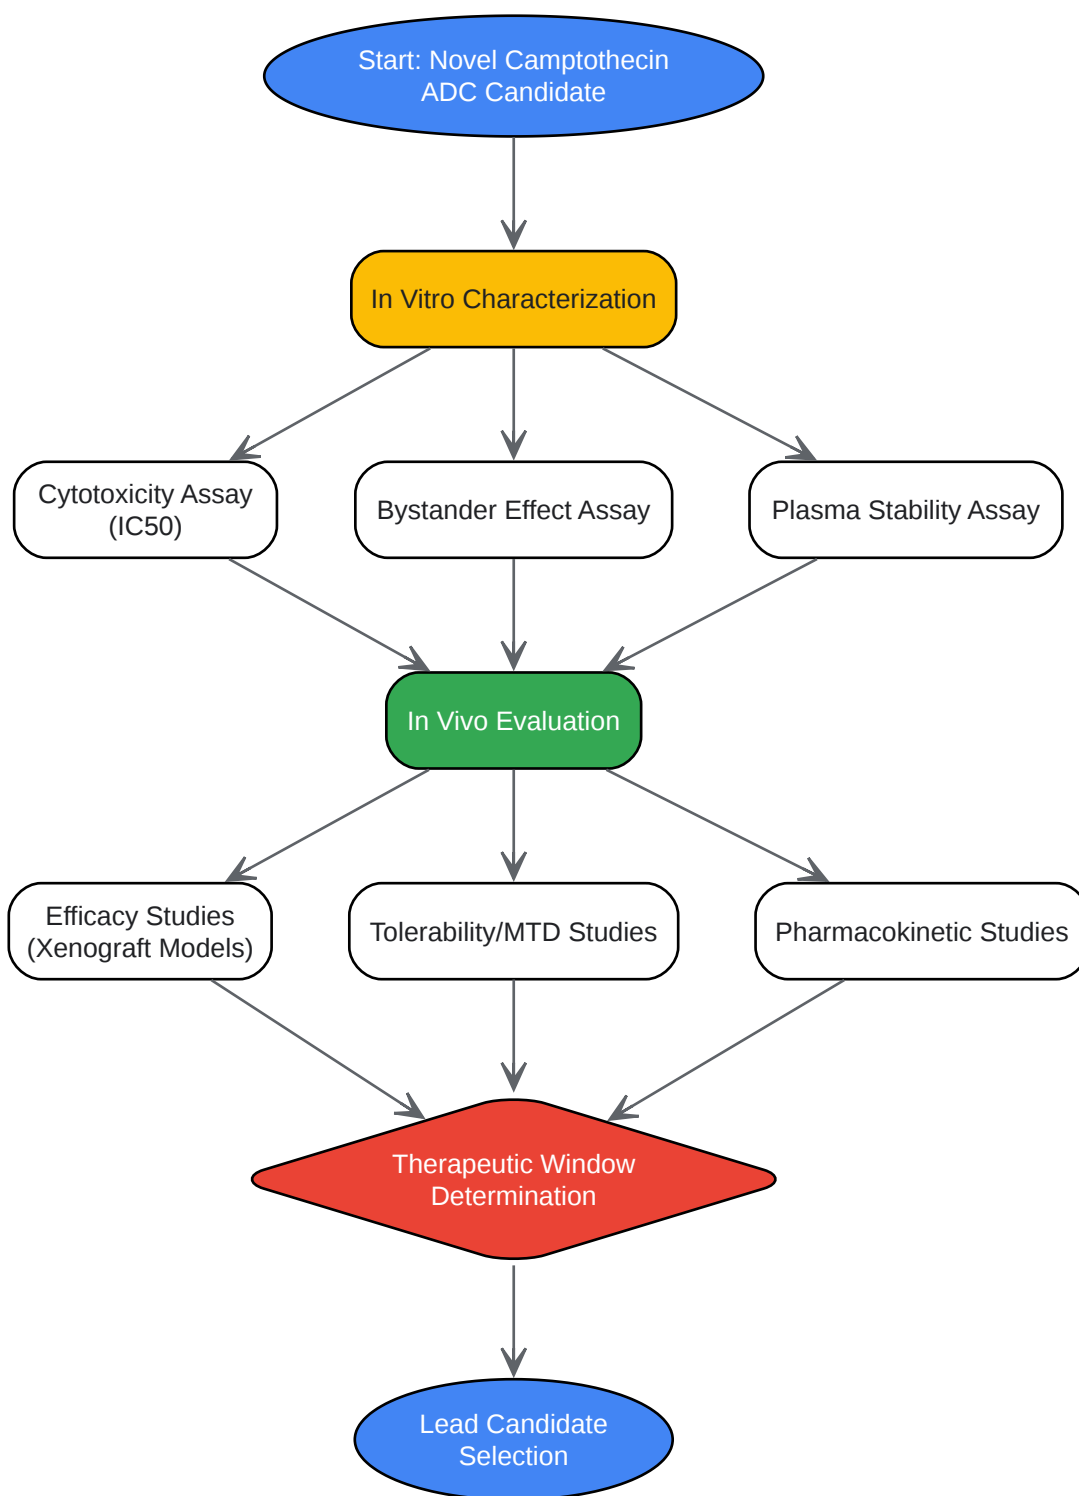 Start: Novel Camptothecin
ADC Candidate
In Vitro Characterization
Cytotoxicity Assay
(IC50)
Bystander Effect Assay
Plasma Stability Assay
In Vivo Evaluation
Efficacy Studies
(Xenograft Models)
Tolerability/MTD Studies
Pharmacokinetic Studies
Therapeutic Window
Determination
Lead Candidate
Selection